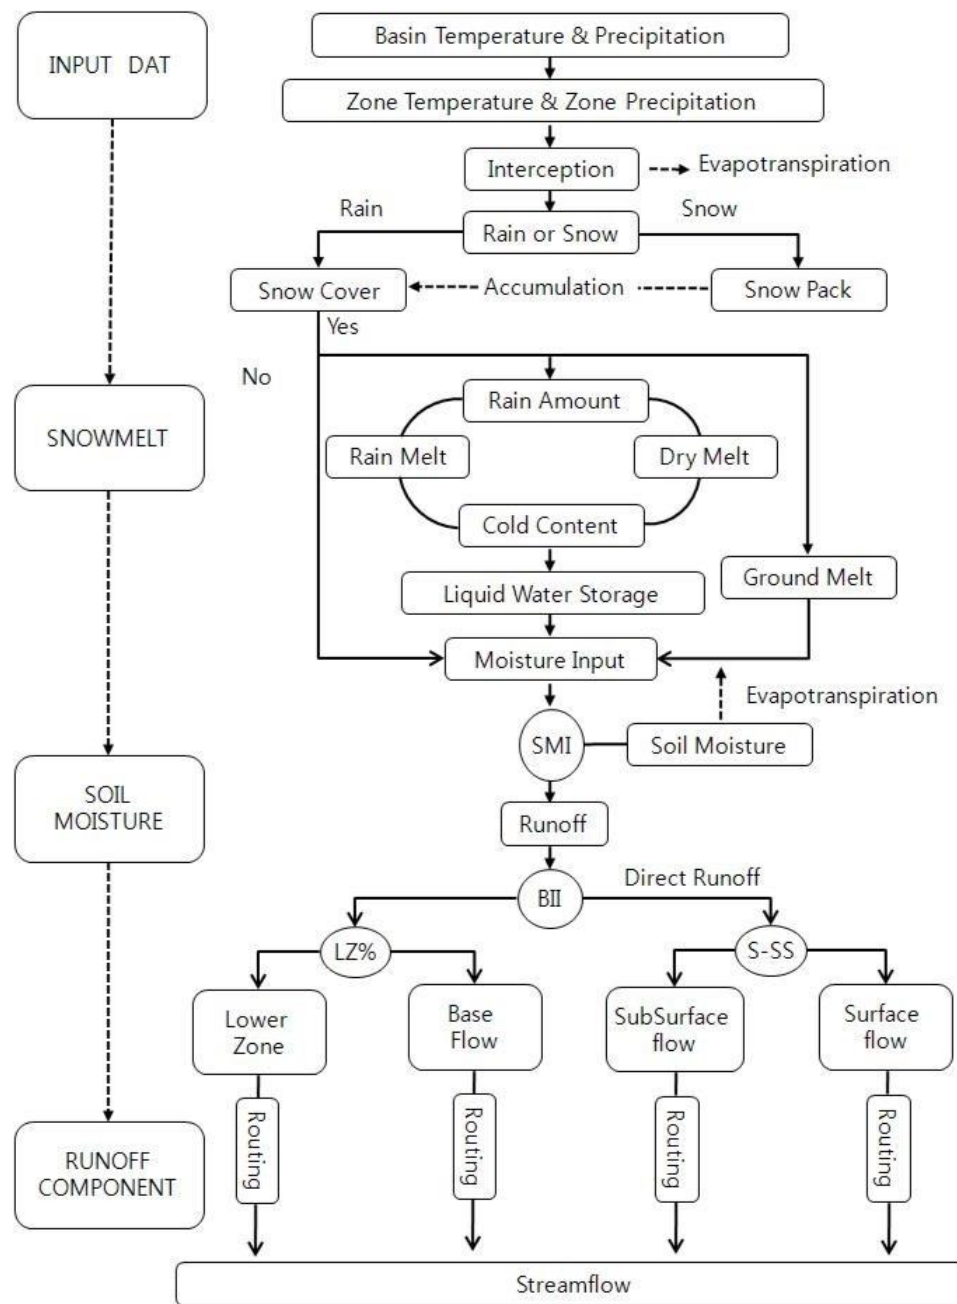 INPUT DAT
Basin Temperature & Precipitation
Zone Temperature & Zone Precipitation
Interception
Evapotranspiration
Rain
Snow
Rain or Snow
Snow Cover
Accumulation
Snow Pack
Yes
No
Rain Amount
SNOWMELT
Rain Melt
Dry Melt
Cold Content
Ground Melt
Liquid Water Storage
Moisture Input
Evapotranspiration
SMI
Soil Moisture
SOIL
MOISTURE
Runoff
Direct Runoff
BII
LZ%
S-SS
Lower
Zone
Base
Flow
SubSurface
flow
Surface
flow
Routing
Routing
Routing
Routing
RUNOFF
COMPONENT
Streamflow